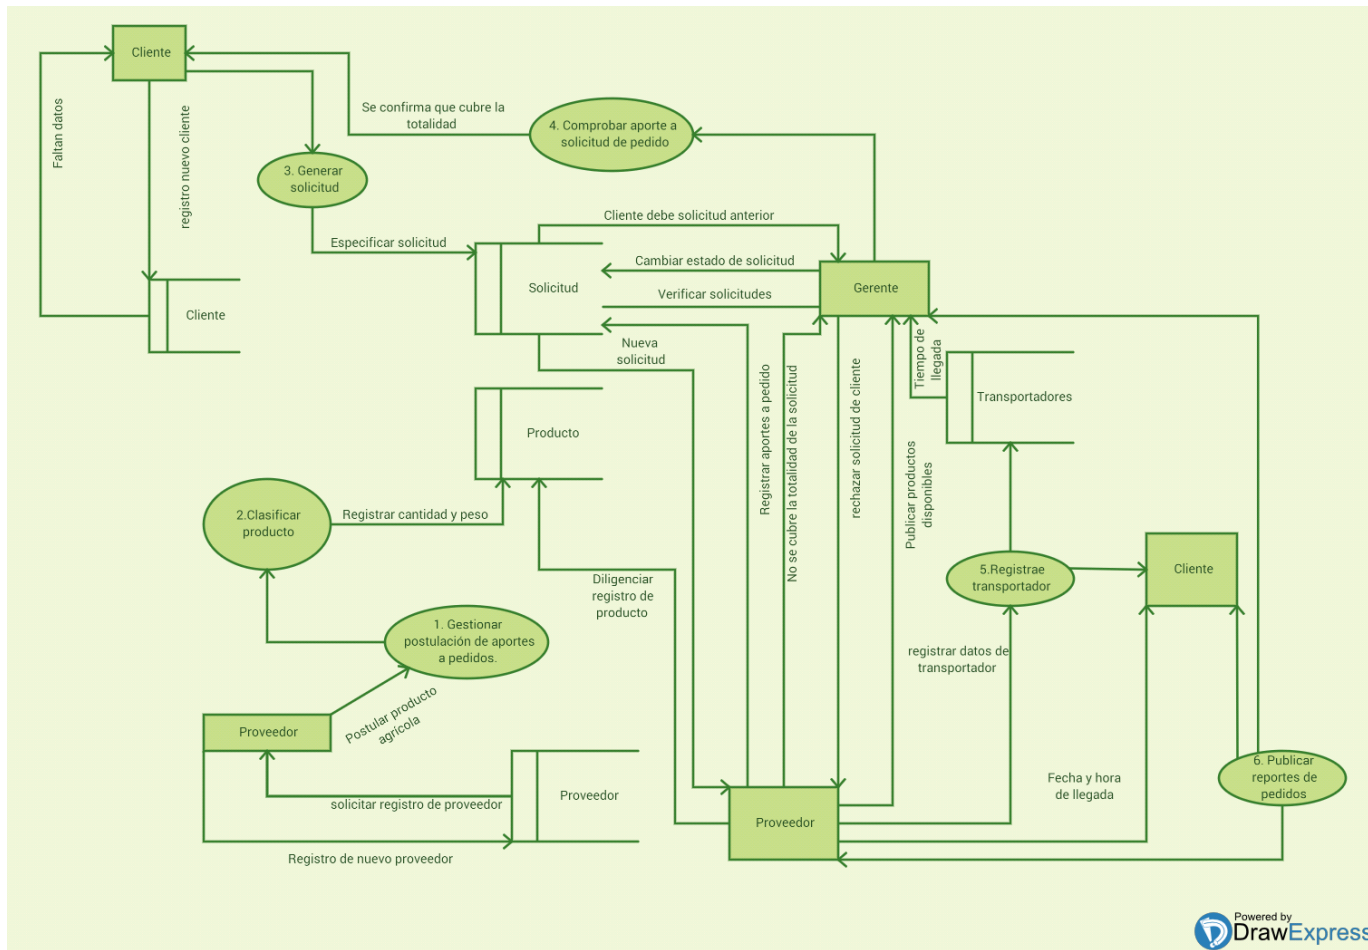 Cliente
Faltan datos
registro nuevo cliente
Se confirma que cubre la
totalidad
4. Comprobar aporte a
solicitud de pedido
3. Generar
solicitud
Especificar solicitud
Cliente debe solicitud anterior
Cambiar estado de solicitud
Solicitud
Verificar solicitudes
Gerente
Cliente
Nueva
solicitud
Registrar aportes a pedido
No se cubre la totalidad de la solicitud
rechazar solicitud de cliente
Publicar productos
disponibles
Tiempo de
llegada
Transportadores
Producto
2.Clasificar
producto
Registrar cantidad y peso
Diligenciar
registro de
producto
5.Registrae
transportador
Cliente
1. Gestionar
postulación de aportes
a pedidos.
registrar datos de
transportador
Postular producto
agrícola
Proveedor
solicitar registro de proveedor
Proveedor
Registro de nuevo proveedor
Proveedor
Fecha y hora
de llegada
6. Publicar
reportes de
pedidos
Powered by
DrawExpress